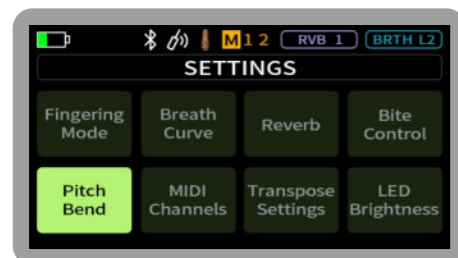 M 1 2 RVB 1 BRTH L2
SETTINGS
Fingering Mode
Breath Curve
Reverb
Bite Control
Pitch Bend
MIDI Channels
Transpose Settings
LED Brightness